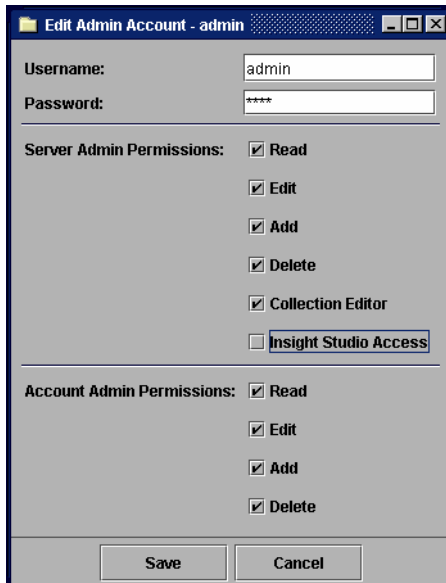 Edit Admin Account - admin
Username: admin
Password: ****
Server Admin Permissions: Read
Edit
Add
Delete
Collection Editor
Insight Studio Access
Account Admin Permissions: Read
Edit
Add
Delete
Save Cancel